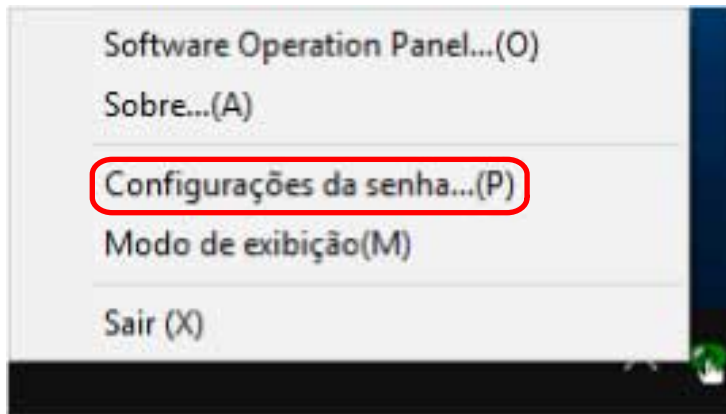 Software Operation Panel...(O)
Sobre...(A)
Configurações da senha...(P)
Modo de exibição(M)
Sair (X)